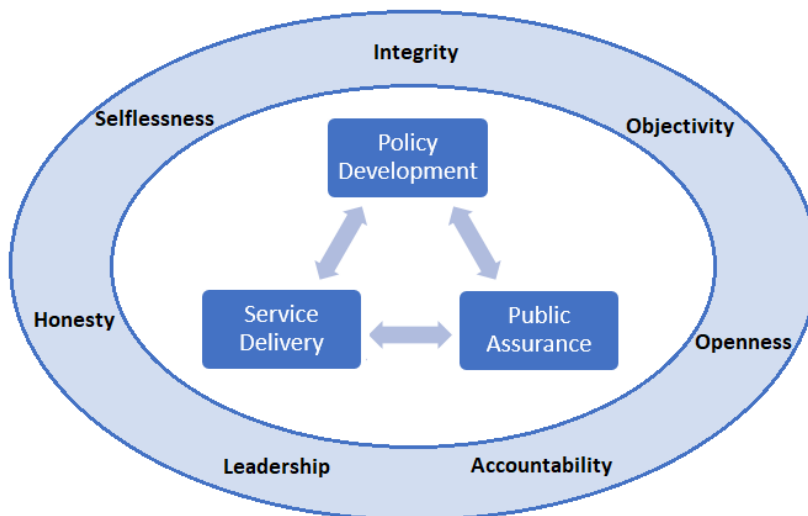 Integrity
Selflessness
Objectivity
Policy
Development
Honesty
Service
Delivery
Public
Assurance
Openness
Leadership
Accountability